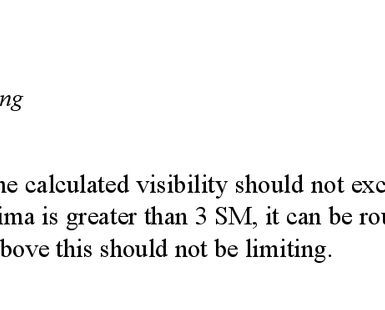 ng
he calculated visibility should not exc
ima is greater than 3 SM, it can be rou
bove this should not be limiting.